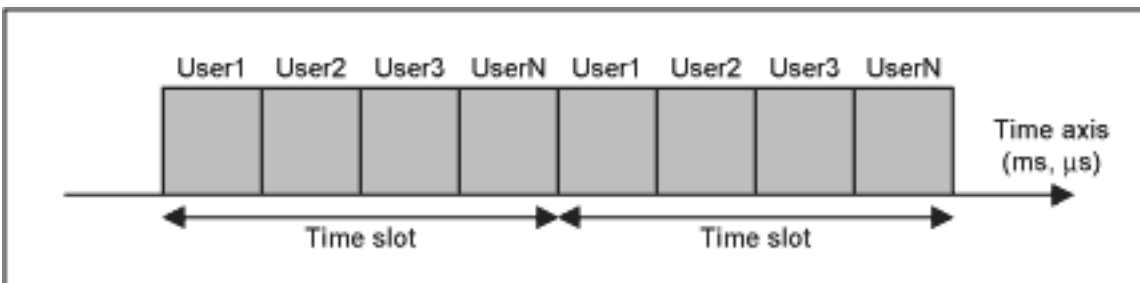 User1 User2 User3 UserN User1 User2 User3 UserN
Time axis
(ms, μs)
Time slot Time slot